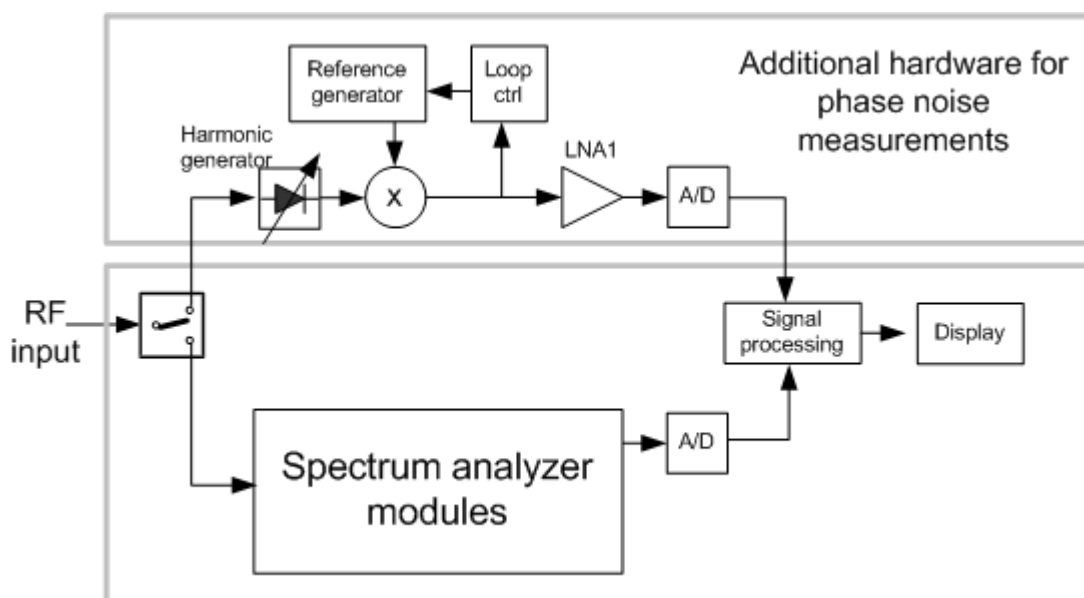 Additional hardware for
phase noise
measurements
Reference
generator
Loop
ctrl
Harmonic
generator
X
LNA1
A/D
RF
input
Signal
processing
Display
Spectrum analyzer
modules
A/D